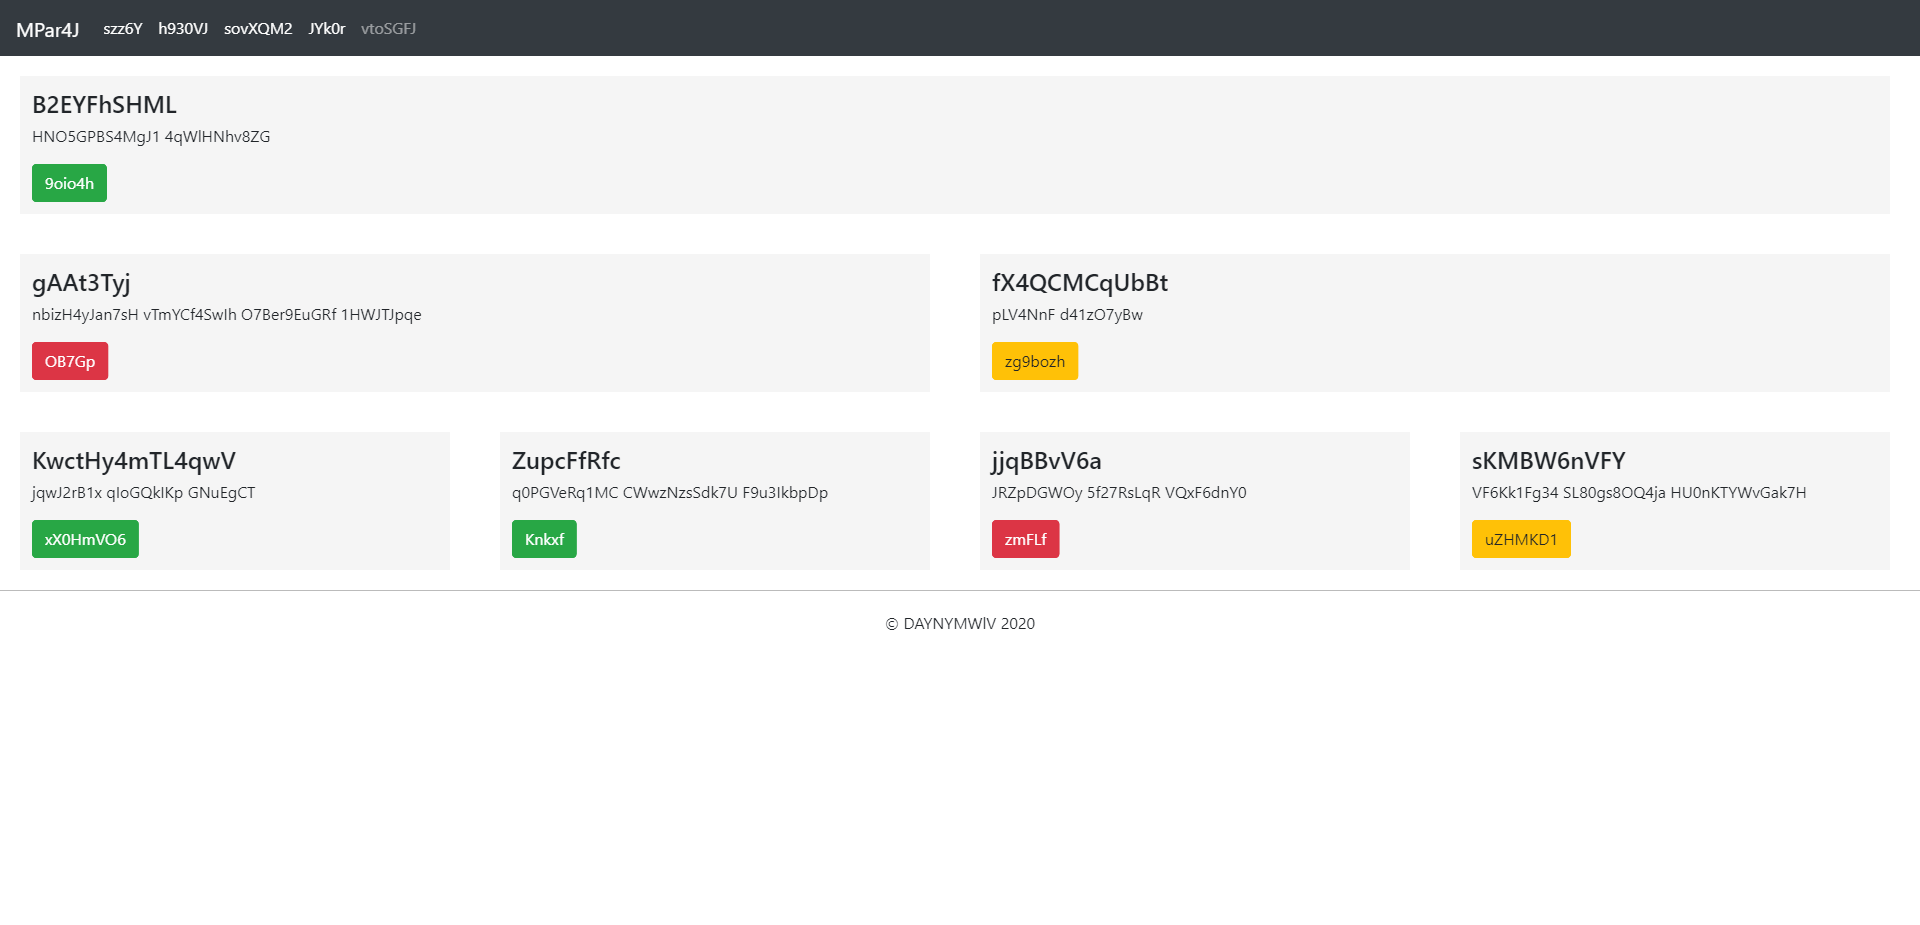 MPar4J szz6Y h930VJ sovXQM2 JYk0r vtoSGFJ
B2EYFhSHML
HNO5GPBS4MgJ1 4qWlHNhv8ZG
9oio4h
gAAt3Tyj
nbizH4yJan7sH vTmYCf4SwIh O7Ber9EuGRf 1HWJTJpqe
OB7Gp
fX4QCMCqUbBt
pLV4NnF d41zO7yBw
zg9bozh
KwctHy4mTL4qwV
jqwJ2rB1x qIoGQkIKp GNuEgCT
xX0HmVO6
ZupcFfRfc
q0PGVeRq1MC CWwzNzsSdk7U F9u3IkbpDp
Knkxf
jjqBBvV6a
JRZpDGWOy 5f27RsLqR VQxF6dnY0
zmFLf
sKMBW6nVFY
VF6Kk1Fg34 SL80gs8OQ4ja HU0nKTYWvGak7H
uZHMKD1
© DAYNYMWlV 2020